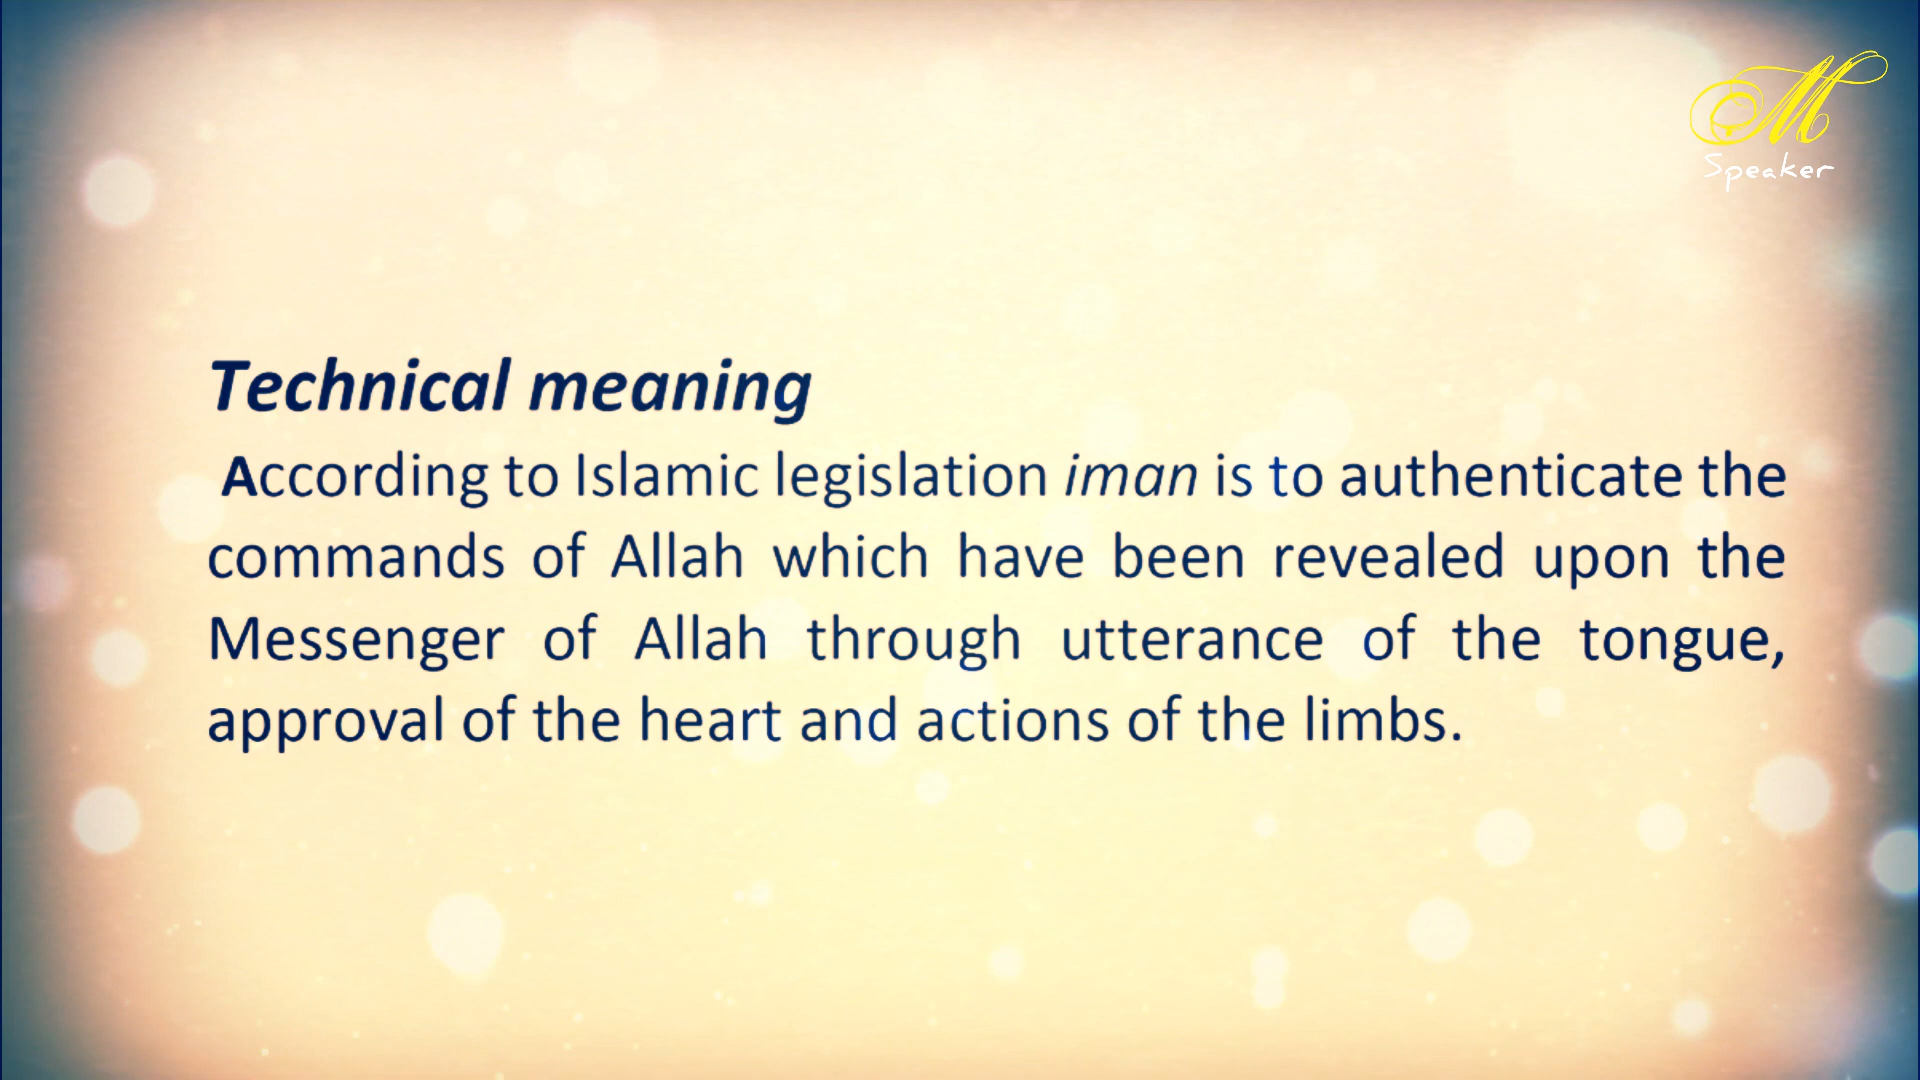 M
Speaker
Technical meaning
According to Islamic legislation iman is to authenticate the
commands of Allah which have been revealed upon the
Messenger of Allah through utterance of the tongue,
approval of the heart and actions of the limbs.